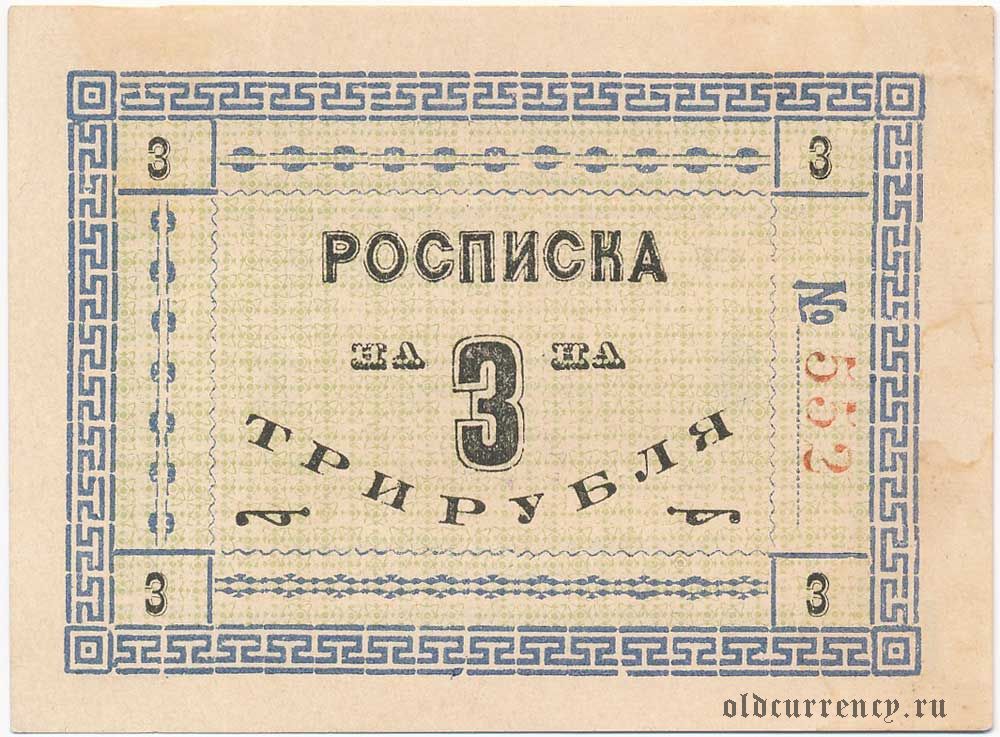 3 3
РОСПИСКА
№ 552
НА 3 НА
ТРИ РУБЛЯ
3 3
oldcurrency.ru